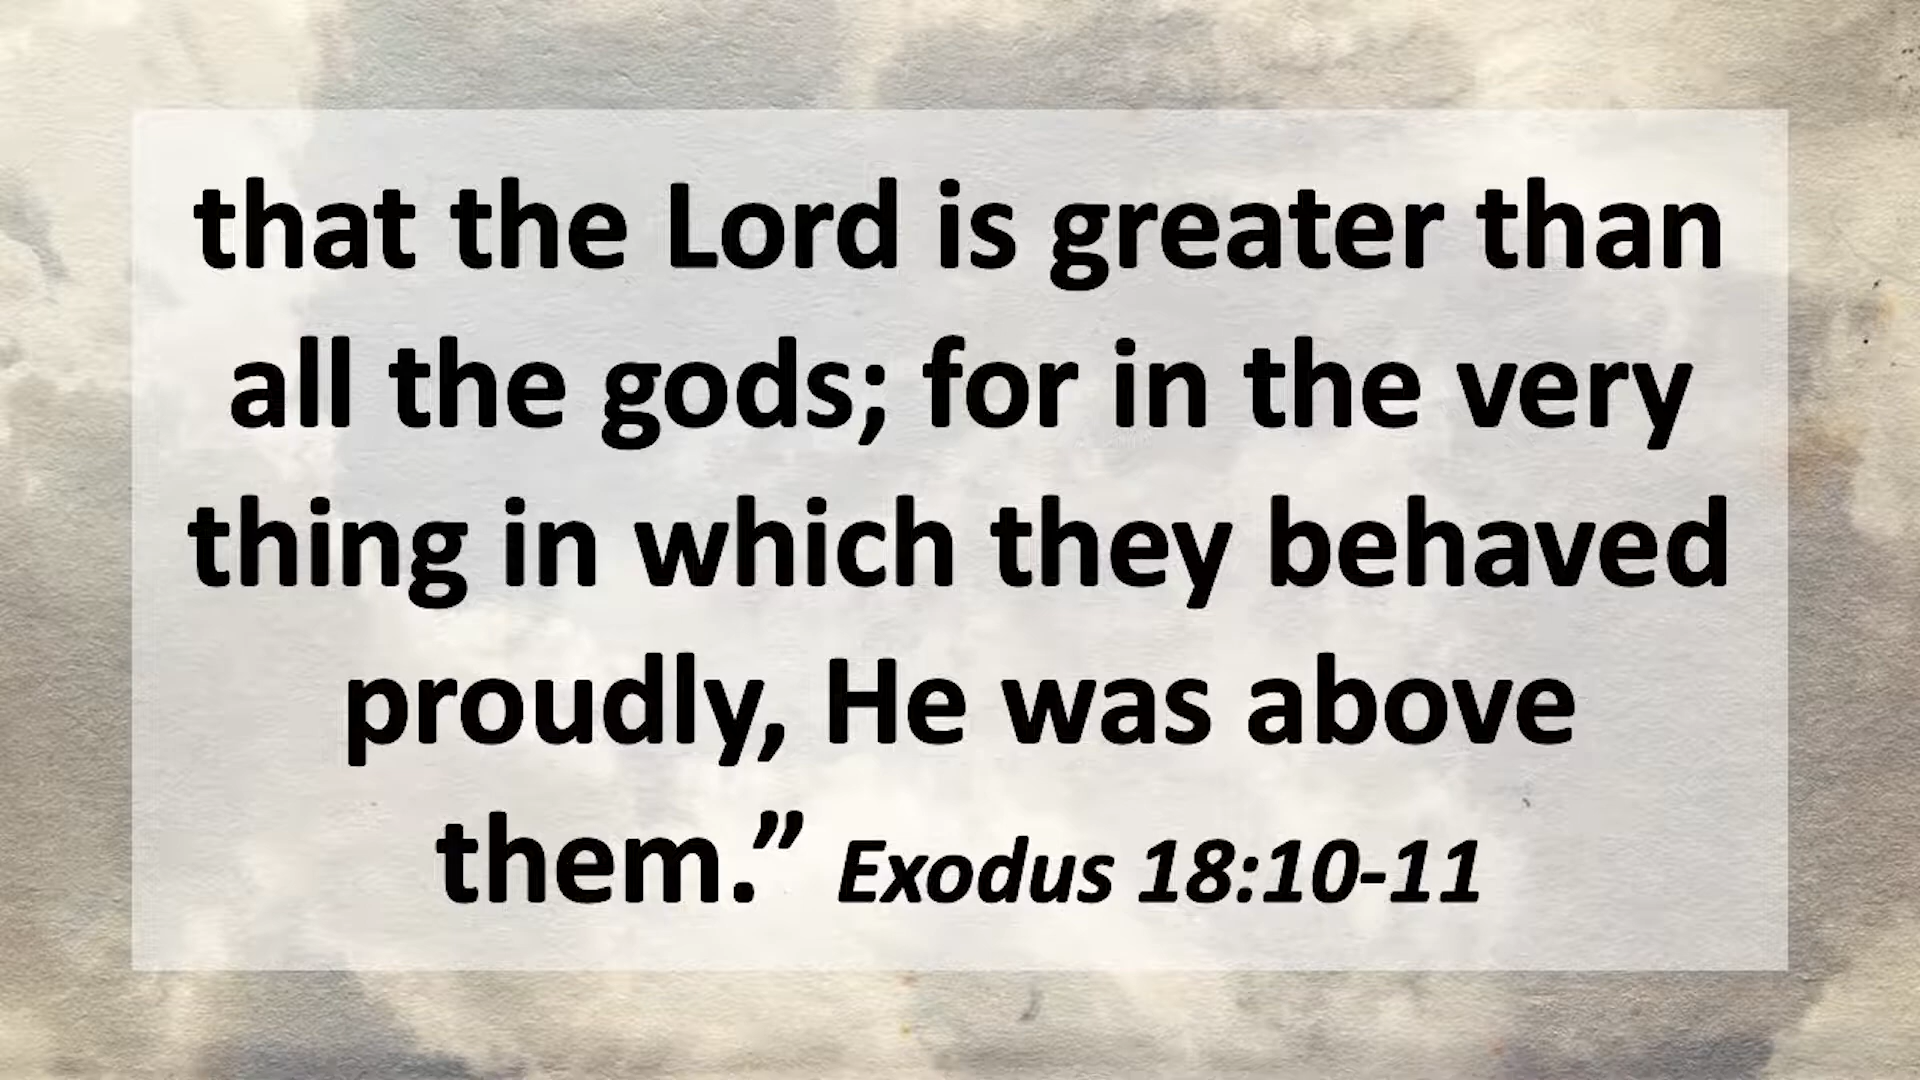 that the Lord is greater than
all the gods; for in the very
thing in which they behaved
proudly, He was above
them.” Exodus 18:10-11